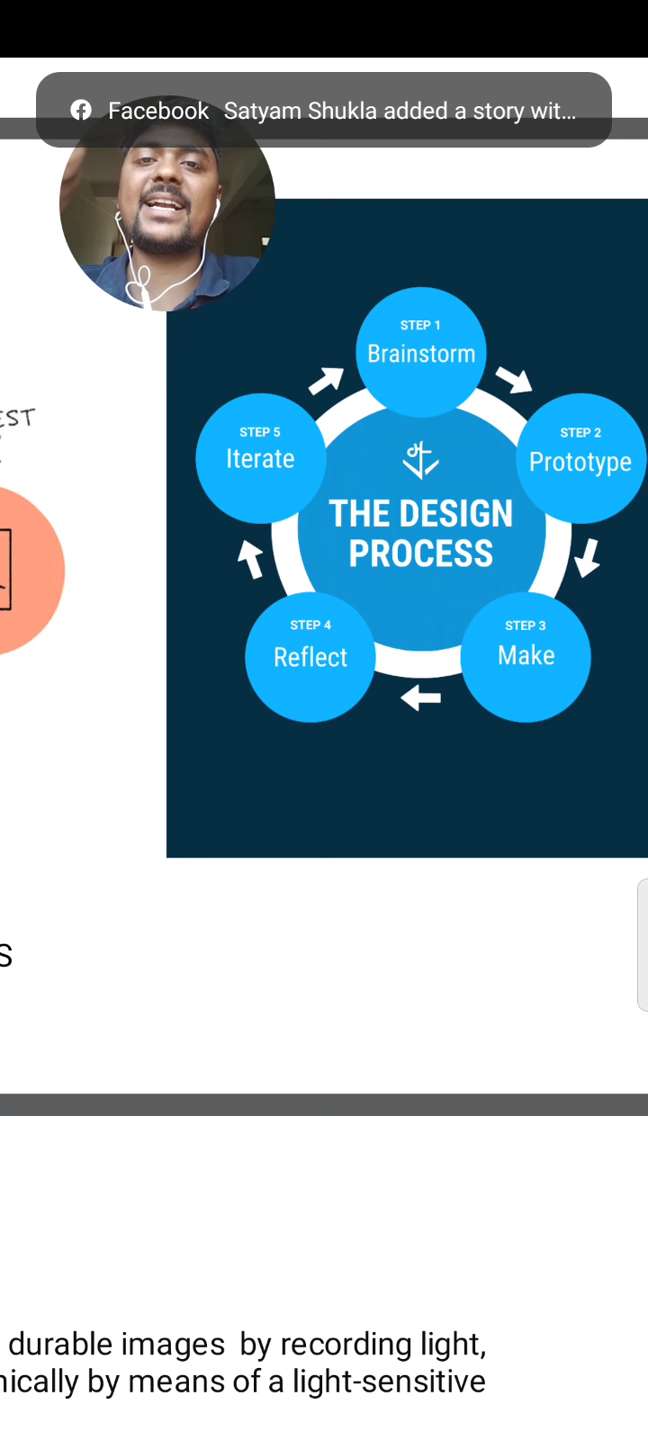 Facebook Satyam Shukla added a story wit...
EST
STEP 1
Brainstorm
STEP 2
Prototype
STEP 3
Make
STEP 4
Reflect
STEP 5
Iterate
THE DESIGN
PROCESS
S
durable images by recording light,
nically by means of a light-sensitive